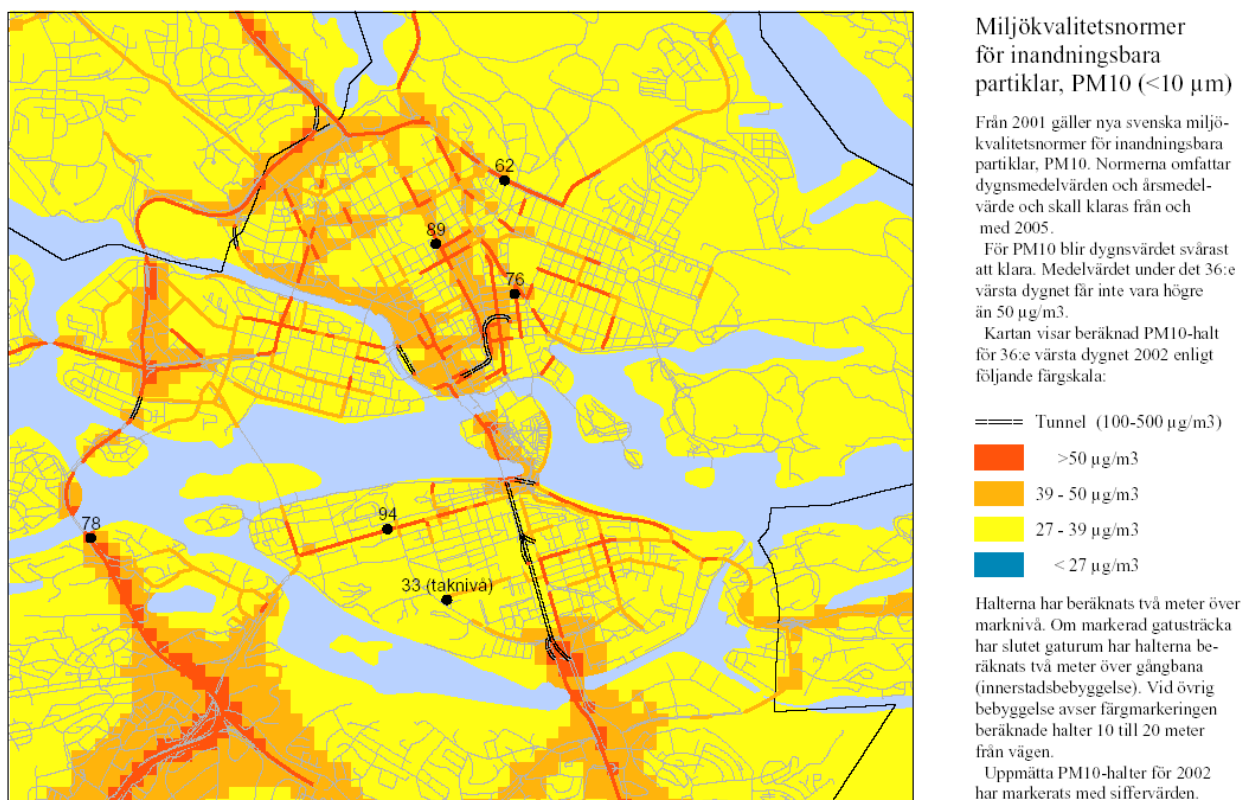 62
89
76
94
78
33 (taknivå)
Miljökvalitetsnormer
för inandningsbara
partiklar, PM10 (<10 µm)
Från 2001 gäller nya svenska miljö-
kvalitetsnormer för inandningsbara
partiklar, PM10. Normerna omfattar
dygnsmedelvärden och årsmedel-
värde och skall klaras från och
med 2005.
För PM10 blir dygnsvärdet svårast
att klara. Medelvärdet under det 36:e
värsta dygnet får inte vara högre
än 50 µg/m3.
Kartan visar beräknad PM10-halt
för 36:e värsta dygnet 2002 enligt
följande färgskala:
Tunnel (100-500 µg/m3)
>50 µg/m3
39 - 50 µg/m3
27 - 39 µg/m3
< 27 µg/m3
Halterna har beräknats två meter över
marknivå. Om markerad gatusträcka
har slutet gaturum har halterna be-
räknats två meter över gångbana
(innerstadsbebyggelse). Vid övrig
bebyggelse avser färgmarkeringen
beräknade halter 10 till 20 meter
från vägen.
Uppmätta PM10-halter för 2002
har markerats med siffervärden.